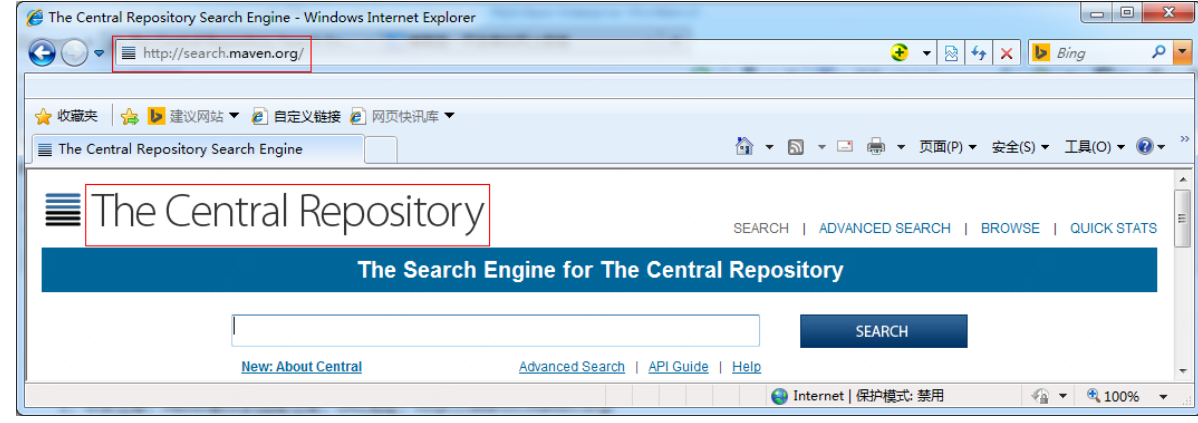 The Central Repository Search Engine - Windows Internet Explorer
http://search.maven.org/
Bing
收藏夹 建议网站 自定义链接 网页快讯库
The Central Repository Search Engine
页面(P) 安全(S) 工具(O)
The Central Repository
SEARCH | ADVANCED SEARCH | BROWSE | QUICK STATS
The Search Engine for The Central Repository
SEARCH
New: About Central Advanced Search | API Guide | Help
Internet | 保护模式: 禁用 100%